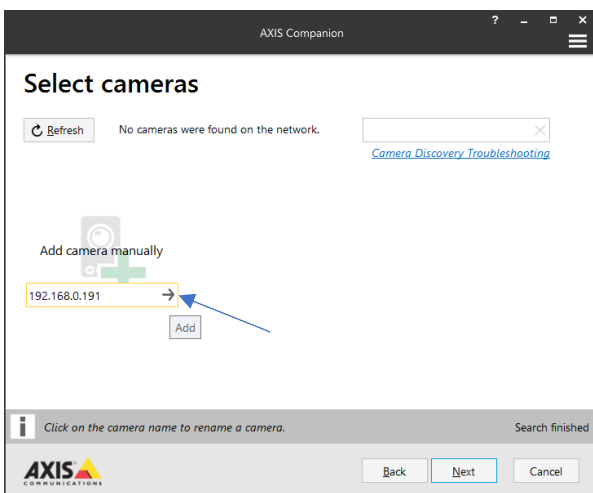 AXIS Companion
?
Select cameras
Refresh
No cameras were found on the network.
Camera Discovery Troubleshooting
Add camera manually
192.168.0.191
Add
i
Click on the camera name to rename a camera.
Search finished
AXIS
COMMUNICATIONS
Back
Next
Cancel